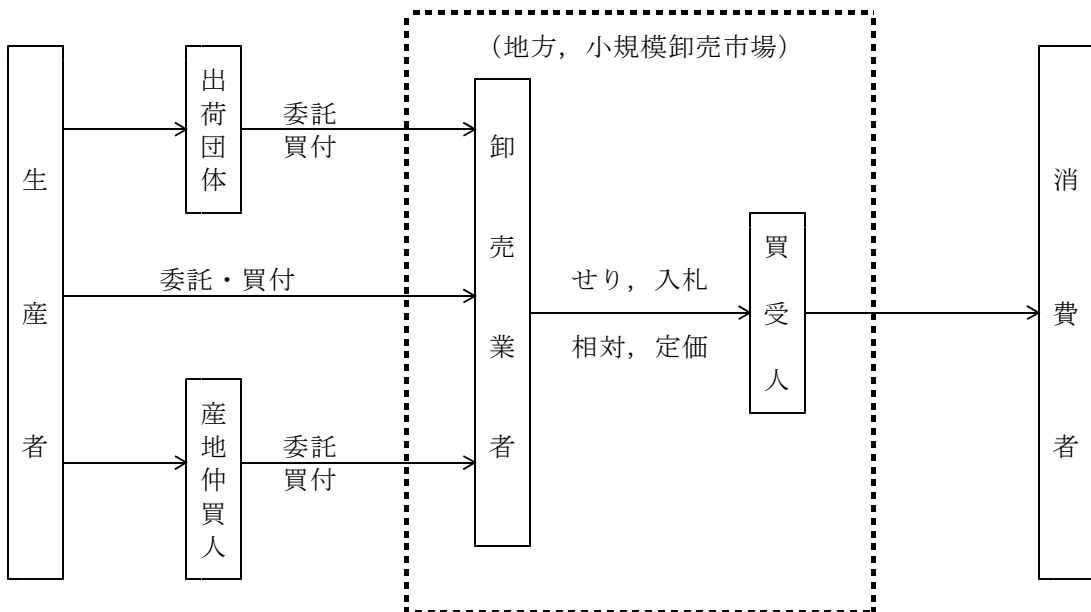 （地方，小規模卸売市場）
生産者
出荷団体
委託
買付
委託・買付
産地仲買人
委託
買付
卸売業者
せり，入札
相対，定価
買受人
消費者